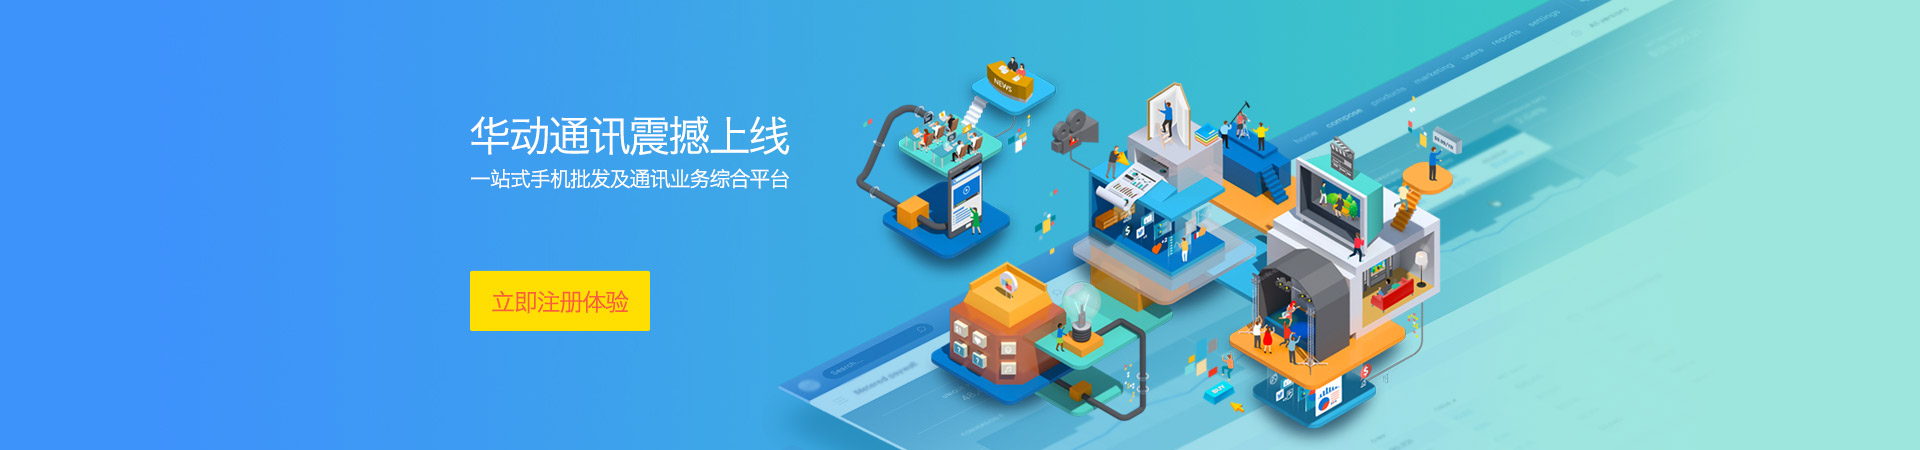 华动通讯震撼上线
一站式手机批发及通讯业务综合平台
立即注册体验
NEWS
settings
reports
users
marketing
products
compose
home
Search...
BUY